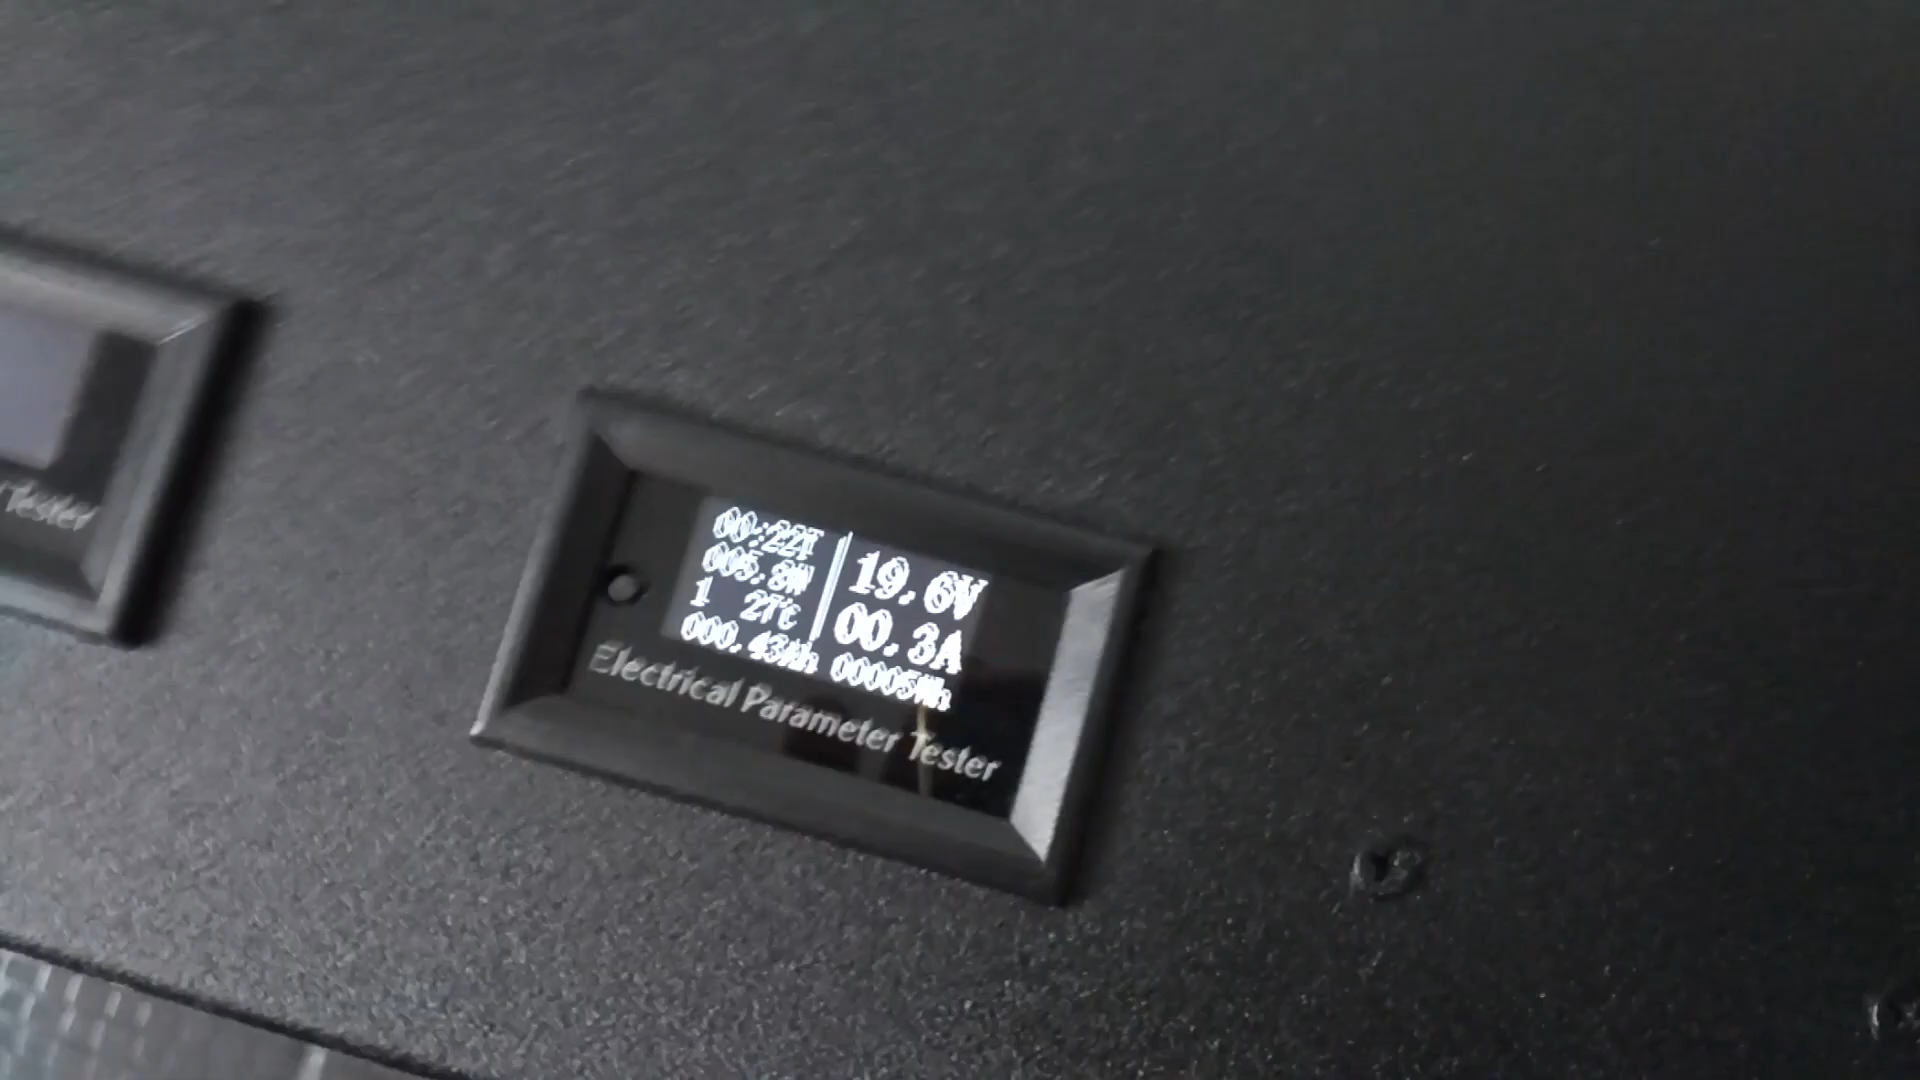 Tester
00:22T
005.8W
1 27℃
19.6V
00.3A
000.43Ah 00005Wh
Electrical Parameter Tester